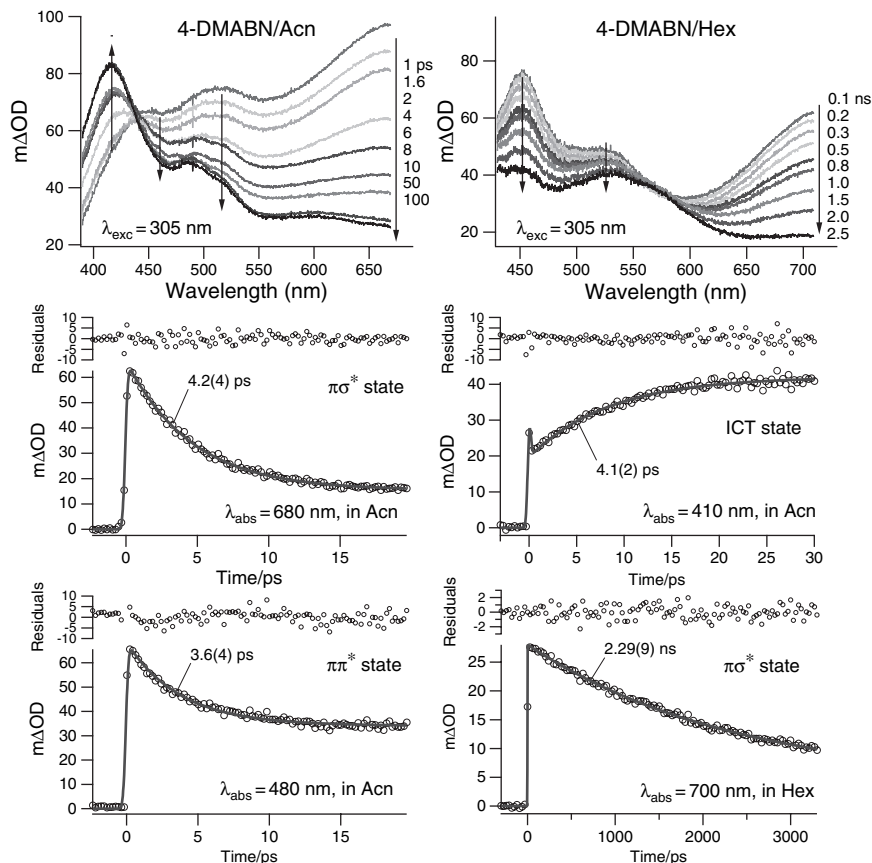 4-DMABN/Acn
mΔOD
80
60
40
20
1 ps
1.6
2
4
6
8
10
50
100
λexc = 305 nm
400
450
500
550
600
650
Wavelength (nm)
4-DMABN/Hex
mΔOD
80
60
40
20
0.1 ns
0.2
0.3
0.5
0.8
1.0
1.5
2.0
2.5
λexc = 305 nm
450
500
550
600
650
700
Wavelength (nm)
Residuals
10
5
0
-5
-10
mΔOD
60
50
40
30
20
10
0
4.2(4) ps
πσ* state
λabs = 680 nm, in Acn
0
5
10
15
Time/ps
Residuals
10
5
0
-5
-10
mΔOD
40
30
20
10
0
ICT state
4.1(2) ps
λabs = 410 nm, in Acn
0
5
10
15
20
25
30
Time/ps
Residuals
10
5
0
-5
-10
mΔOD
60
50
40
30
20
10
0
3.6(4) ps
ππ* state
λabs = 480 nm, in Acn
0
5
10
15
Time/ps
Residuals
2
1
0
-1
-2
mΔOD
25
20
15
10
5
0
2.29(9) ns
πσ* state
λabs = 700 nm, in Hex
0
1000
2000
3000
Time/ps